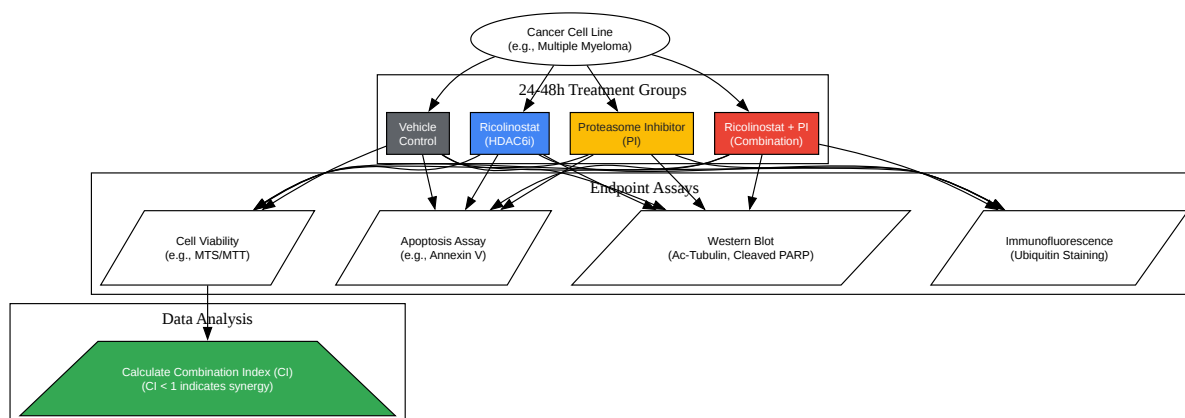 Cancer Cell Line
(e.g., Multiple Myeloma)
24-48h Treatment Groups
Vehicle
Control
Ricolinostat
(HDAC6i)
Proteasome Inhibitor
(PI)
Ricolinostat + PI
(Combination)
Endpoint Assays
Cell Viability
(e.g., MTS/MTT)
Apoptosis Assay
(e.g., Annexin V)
Western Blot
(Ac-Tubulin, Cleaved PARP)
Immunofluorescence
(Ubiquitin Staining)
Data Analysis
Calculate Combination Index (CI)
(CI < 1 indicates synergy)